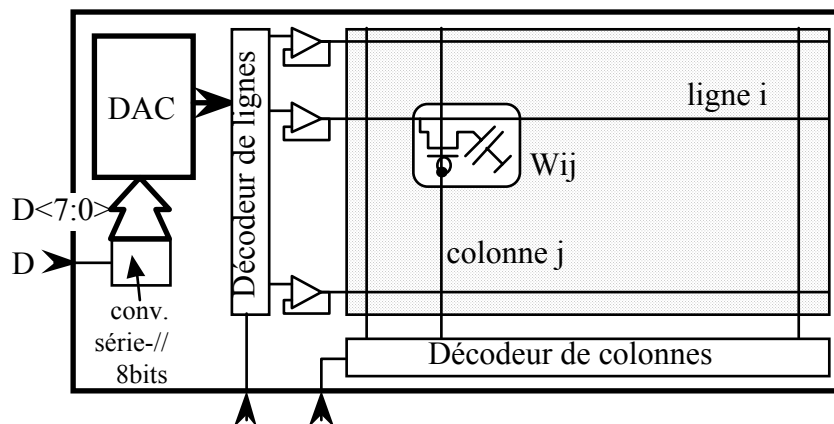 DAC
D<7:0>
D
conv.
série-//
8bits
Décodeur de lignes
ligne i
Wij
colonne j
Décodeur de colonnes